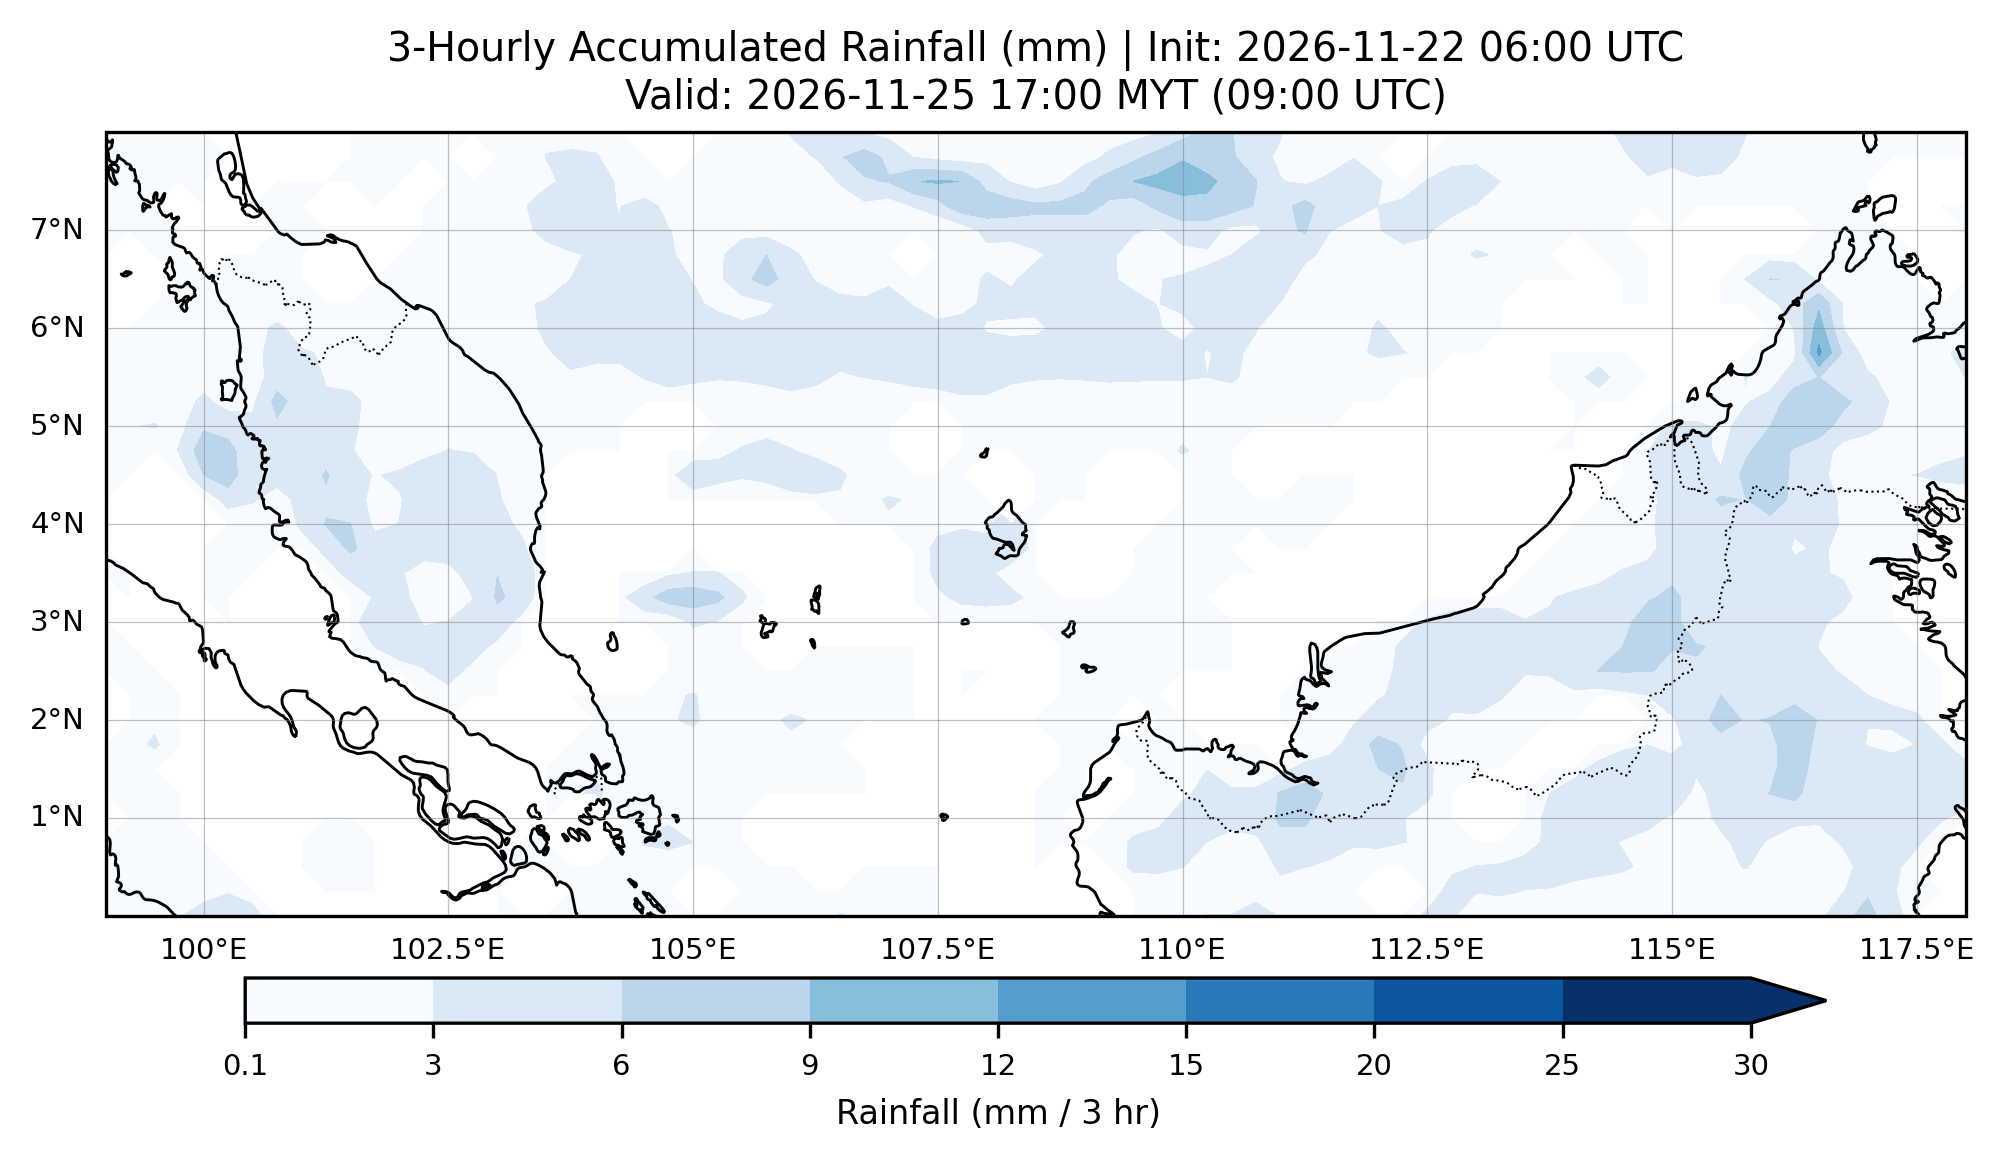 3-Hourly Accumulated Rainfall (mm) | Init: 2026-11-22 06:00 UTC
Valid: 2026-11-25 17:00 MYT (09:00 UTC)
7°N
6°N
5°N
4°N
3°N
2°N
1°N
100°E 102.5°E 105°E 107.5°E 110°E 112.5°E 115°E 117.5°E
0.1 3 6 9 12 15 20 25 30
Rainfall (mm / 3 hr)